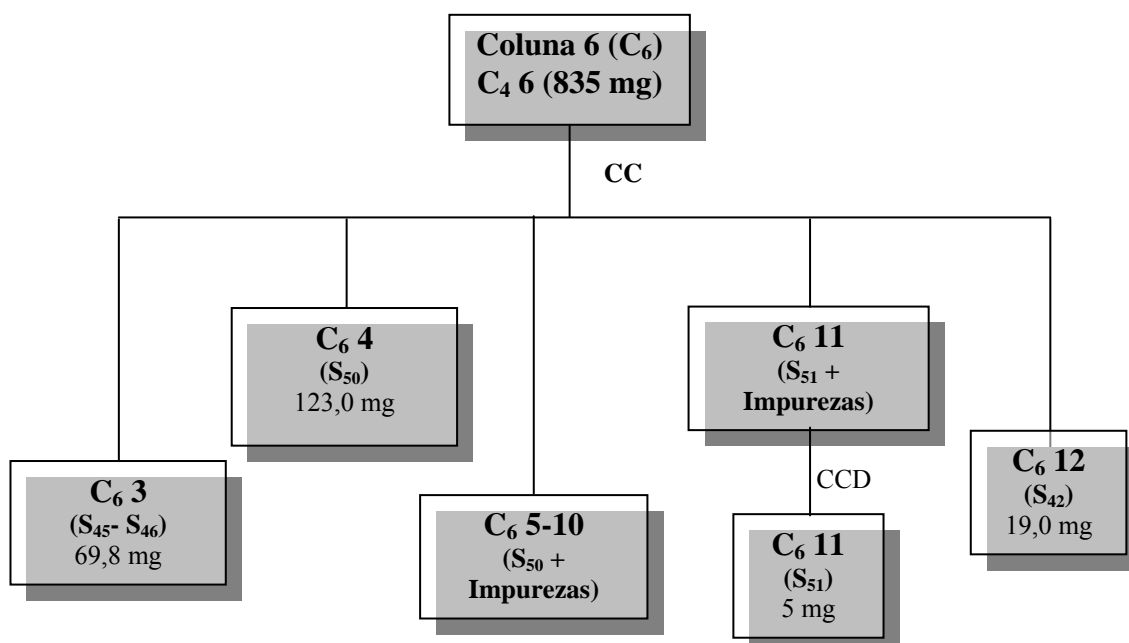 Coluna 6 (C₆)
C₄ 6 (835 mg)
CC
C₆ 4
(S₅₀)
123,0 mg
C₆ 11
(S₅₁ +
Impurezas)
C₆ 3
(S₄₅- S₄₆)
69,8 mg
C₆ 5-10
(S₅₀ +
Impurezas)
CCD
C₆ 11
(S₅₁)
5 mg
C₆ 12
(S₄₂)
19,0 mg